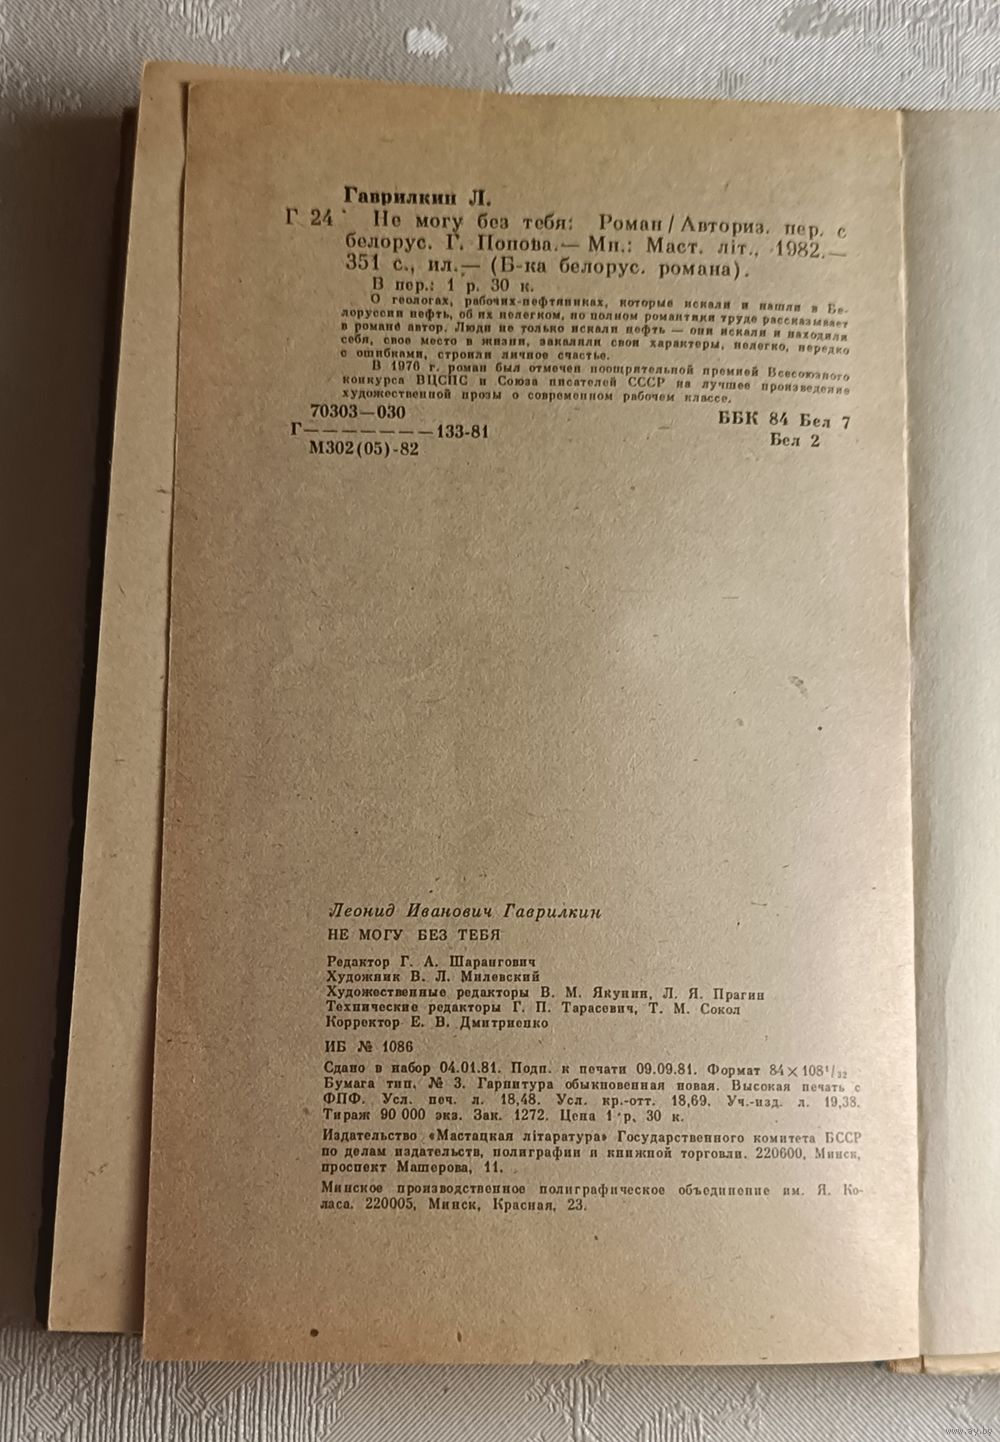 Гаврилкин Л.
Г 24 Не могу без тебя: Роман / Авториз. пер. с
белорус. Г. Попова.— Мн.: Маст. літ., 1982.—
351 с., ил.— (Б-ка белорус. романа).
В пер.: 1 р. 30 к.
О геологах, рабочих-нефтяниках, которые искали и нашли в Бе-
лоруссии нефть, об их нелегком, но полном романтики труде рассказывает
в романе автор. Люди не только искали нефть — они искали и находили
себя, свое место в жизни, закаляли свои характеры, нелегко, нередко
с ошибками, строили личное счастье.
В 1976 г. роман был отмечен поощрительной премией Всесоюзного
конкурса ВЦСПС и Союза писателей СССР на лучшее произведение
художественной прозы о современном рабочем классе.
70303—030
Г———————133-81
М302(05)-82
ББК 84 Бел 7
Бел 2
Леонид Иванович Гаврилкин
НЕ МОГУ БЕЗ ТЕБЯ
Редактор Г. А. Шарангович
Художник В. Л. Милевский
Художественные редакторы В. М. Якунин, Л. Я. Прагин
Технические редакторы Г. П. Тарасевич, Т. М. Сокол
Корректор Е. В. Дмитриенко
ИБ № 1086
Сдано в набор 04.01.81. Подп. к печати 09.09.81. Формат 84×108¹/₃₂
Бумага тип. № 3. Гарнитура обыкновенная новая. Высокая печать с
ФПФ. Усл. печ. л. 18,48. Усл. кр.-отт. 18,69. Уч.-изд. л. 19,38.
Тираж 90 000 экз. Зак. 1272. Цена 1 р. 30 к.
Издательство «Мастацкая літаратура» Государственного комитета БССР
по делам издательств, полиграфии и книжной торговли. 220600, Минск,
проспект Машерова, 11.
Минское производственное полиграфическое объединение им. Я. Ко-
ласа. 220005, Минск, Красная, 23.
www.ay.by